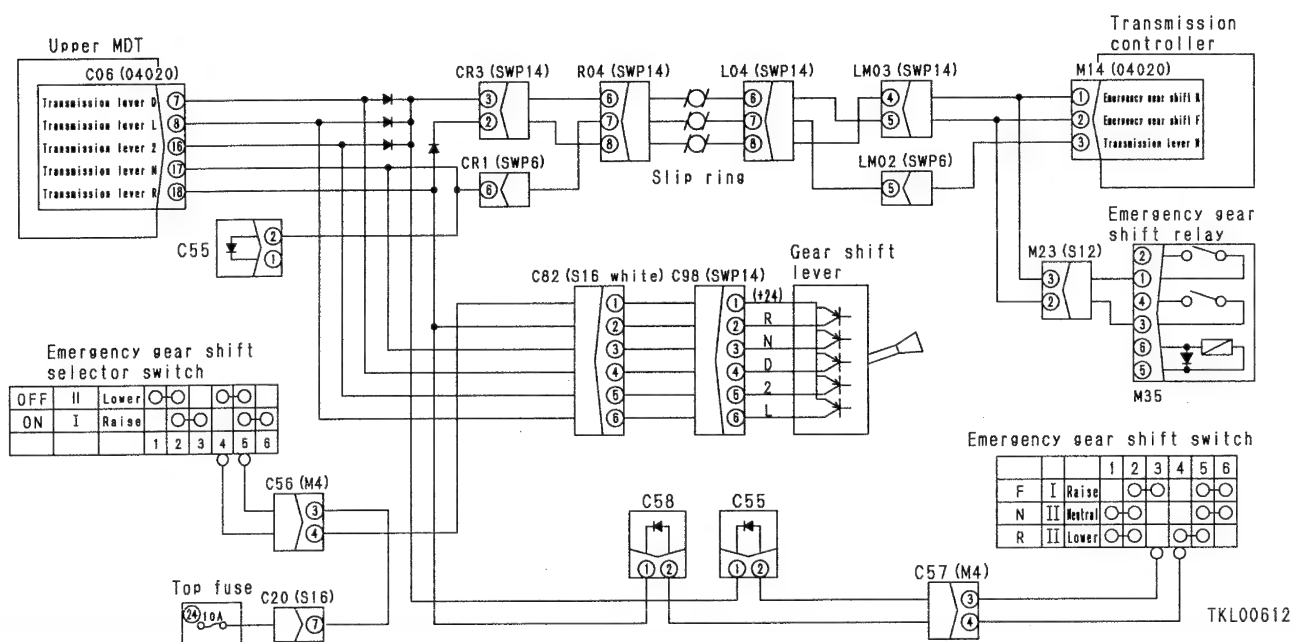 Upper MDT
C06 (04020)
Transmission lever D 7
Transmission lever L 8
Transmission lever 2 16
Transmission lever N 17
Transmission lever R 18
CR3 (SWP14)
3
2
CR1 (SWP6)
6
R04 (SWP14)
6
7
8
Slip ring
L04 (SWP14)
6
7
8
LM03 (SWP14)
4
5
LM02 (SWP6)
5
Transmission
controller
M14 (04020)
1 Emergency gear shift R
2 Emergency gear shift F
3 Transmission lever N
C55
2
1
C82 (S16 white)
1
2
3
4
5
6
C98 (SWP14)
1
2
3
4
5
6
Gear shift
lever
(+24)
R
N
D
2
L
M23 (S12)
3
2
Emergency gear
shift relay
2
1
4
3
6
5
M35
Emergency gear shift
selector switch
OFF II Lower
ON I Raise
1 2 3 4 5 6
C56 (M4)
3
4
Top fuse
24 10A
C20 (S16)
7
C58
1 2
C55
1 2
C57 (M4)
3
4
Emergency gear shift switch
1 2 3 4 5 6
F I Raise
N II Neutral
R II Lower
TKL00612